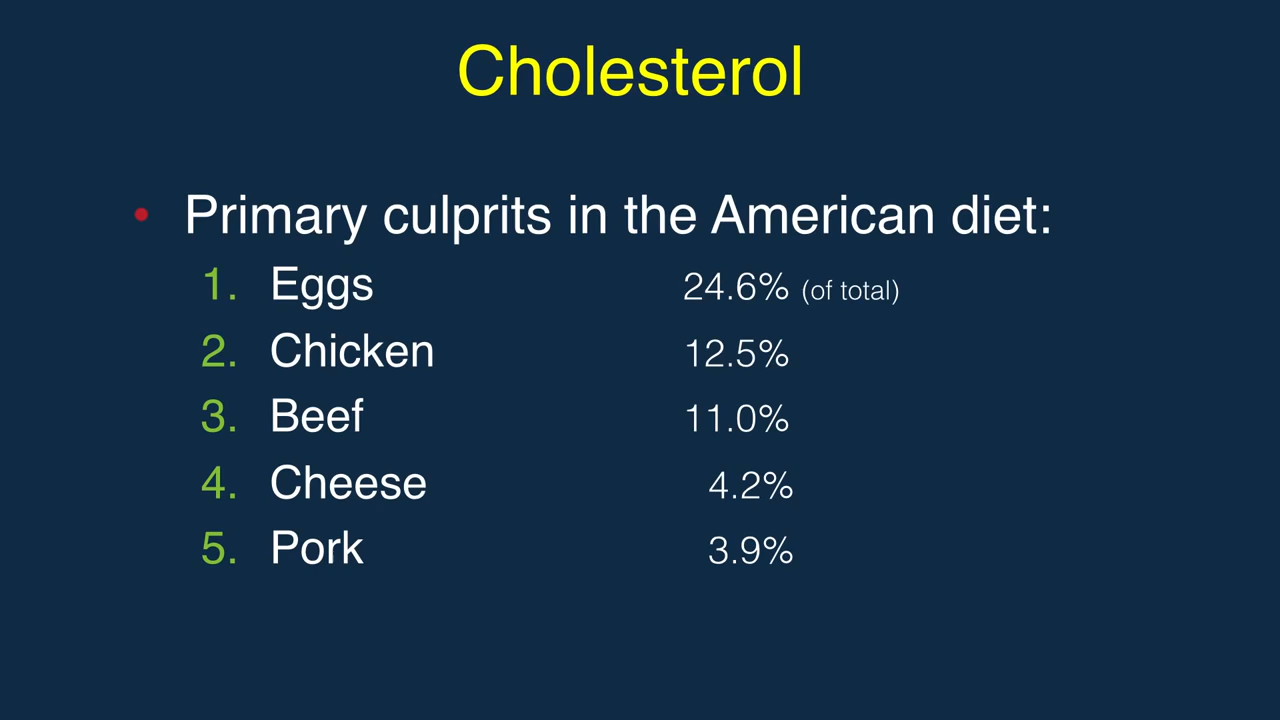 Cholesterol
• Primary culprits in the American diet:
1. Eggs 24.6% (of total)
2. Chicken 12.5%
3. Beef 11.0%
4. Cheese 4.2%
5. Pork 3.9%